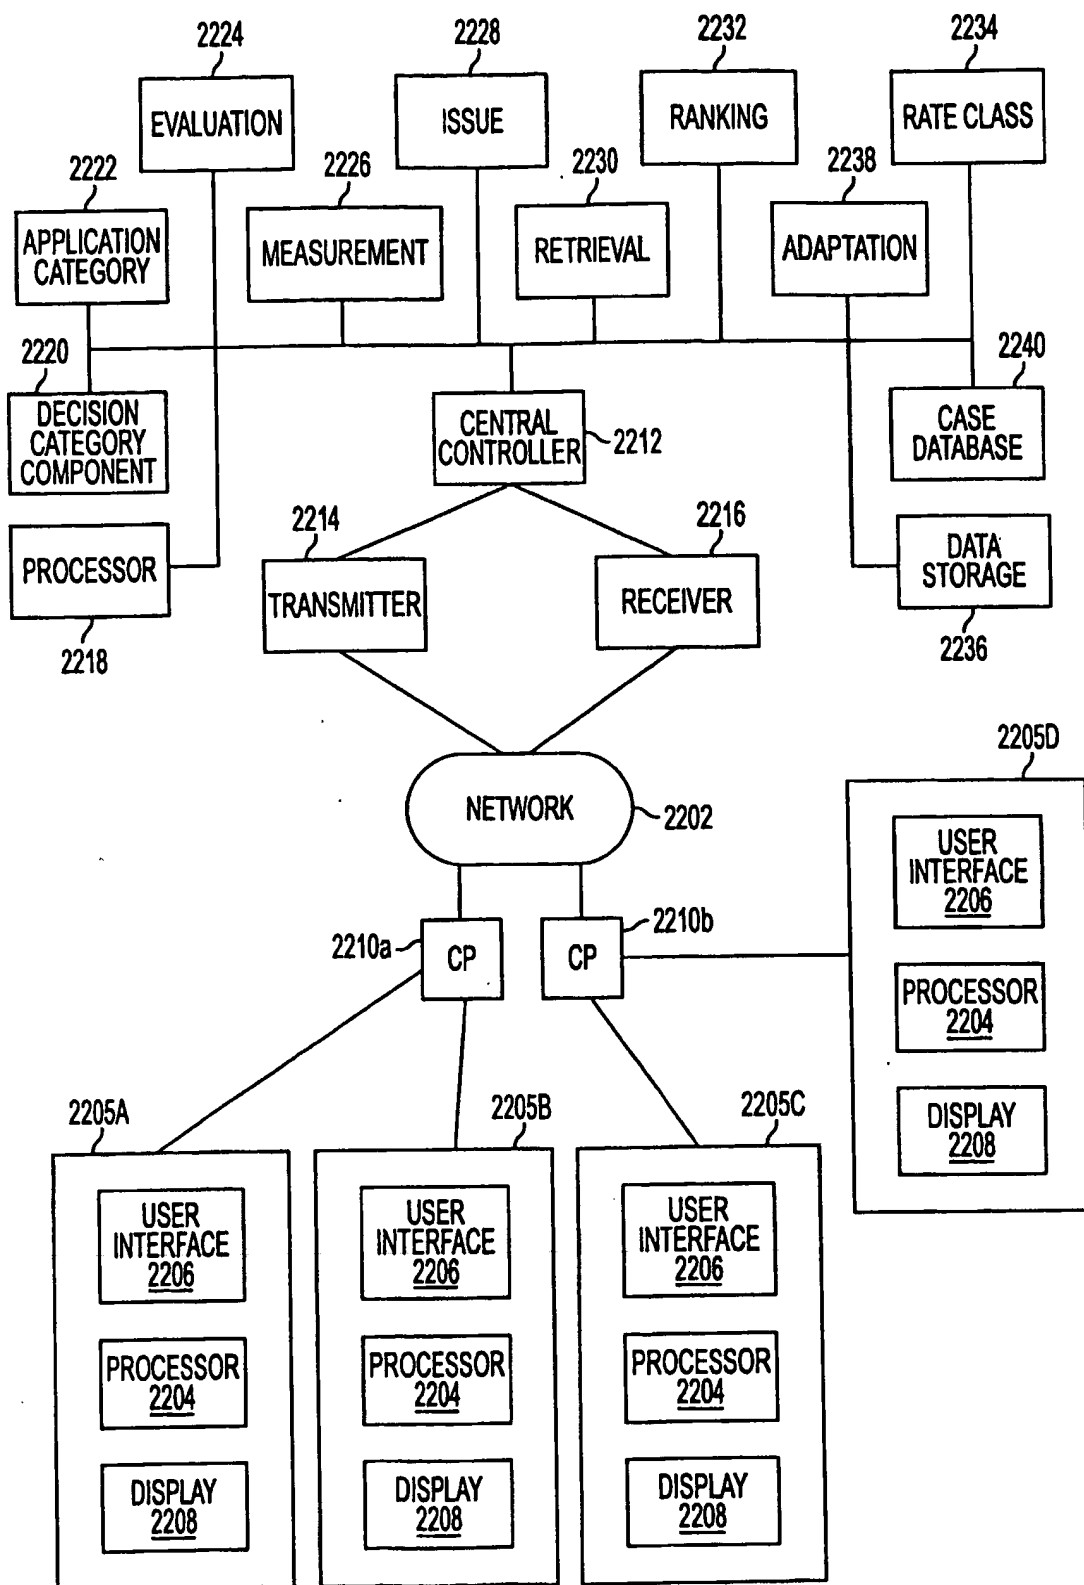 2224
2228
2232
2234
EVALUATION
ISSUE
RANKING
RATE CLASS
2222
2226
2230
2238
APPLICATION
CATEGORY
MEASUREMENT
RETRIEVAL
ADAPTATION
2220
2240
DECISION
CATEGORY
COMPONENT
CENTRAL
CONTROLLER
2212
CASE
DATABASE
2214
2216
PROCESSOR
2218
TRANSMITTER
RECEIVER
DATA
STORAGE
2236
NETWORK
2202
2205D
USER
INTERFACE
2206
PROCESSOR
2204
DISPLAY
2208
2210a
CP
CP
2210b
2205A
USER
INTERFACE
2206
PROCESSOR
2204
DISPLAY
2208
2205B
USER
INTERFACE
2206
PROCESSOR
2204
DISPLAY
2208
2205C
USER
INTERFACE
2206
PROCESSOR
2204
DISPLAY
2208